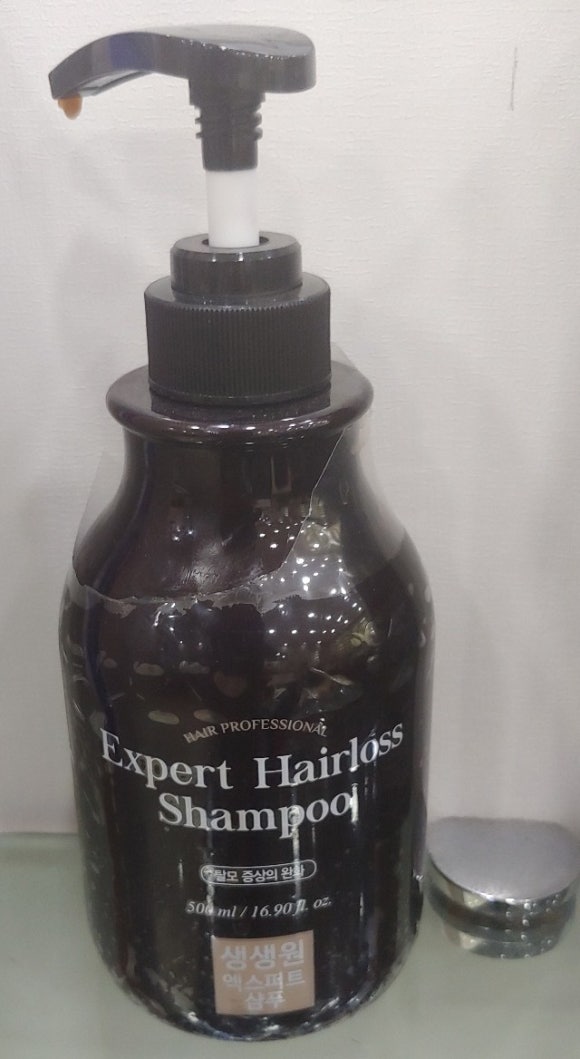 HAIR PROFESSIONAL
Expert Hairloss
Shampoo
탈모 증상의 완화
500 ml / 16.90 fl. oz.
생생원
엑스퍼트
샴푸